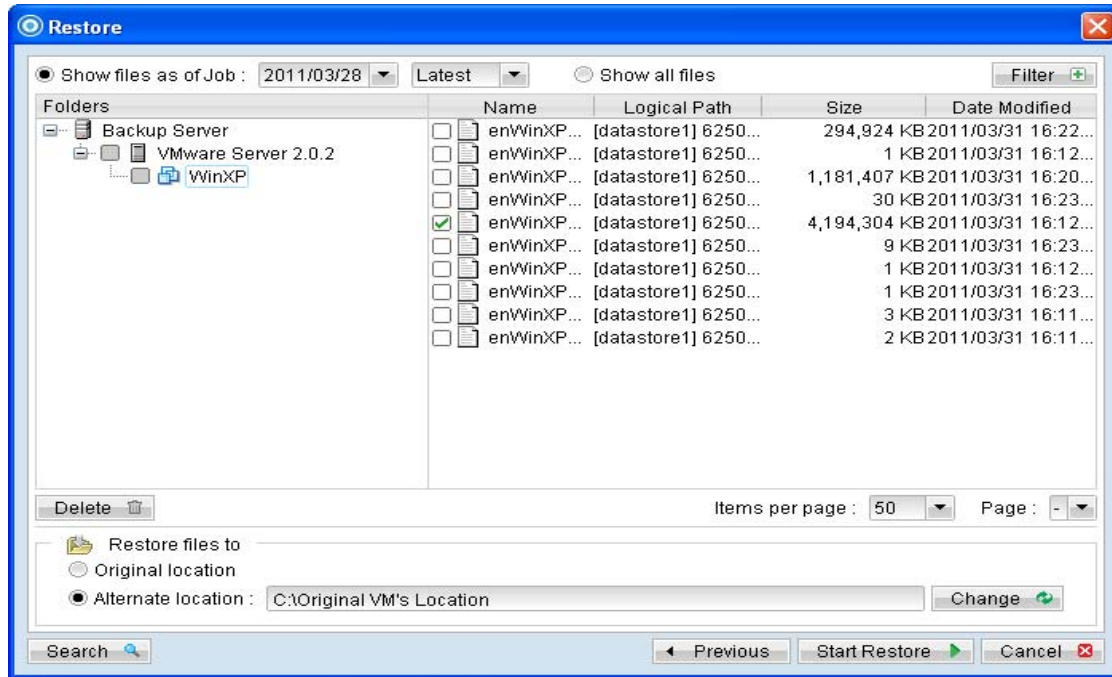 Restore
Show files as of Job : 2011/03/28 Latest Show all files Filter
Folders Name Logical Path Size Date Modified
Backup Server
VMware Server 2.0.2
WinXP
enWinXP... [datastore1] 6250... 294,924 KB 2011/03/31 16:22...
enWinXP... [datastore1] 6250... 1 KB 2011/03/31 16:12...
enWinXP... [datastore1] 6250... 1,181,407 KB 2011/03/31 16:20...
enWinXP... [datastore1] 6250... 30 KB 2011/03/31 16:23...
enWinXP... [datastore1] 6250... 4,194,304 KB 2011/03/31 16:12...
enWinXP... [datastore1] 6250... 9 KB 2011/03/31 16:23...
enWinXP... [datastore1] 6250... 1 KB 2011/03/31 16:12...
enWinXP... [datastore1] 6250... 1 KB 2011/03/31 16:23...
enWinXP... [datastore1] 6250... 3 KB 2011/03/31 16:11...
enWinXP... [datastore1] 6250... 2 KB 2011/03/31 16:11...
Delete Items per page : 50 Page : -
Restore files to
Original location
Alternate location : C:\Original VM's Location Change
Search Previous Start Restore Cancel